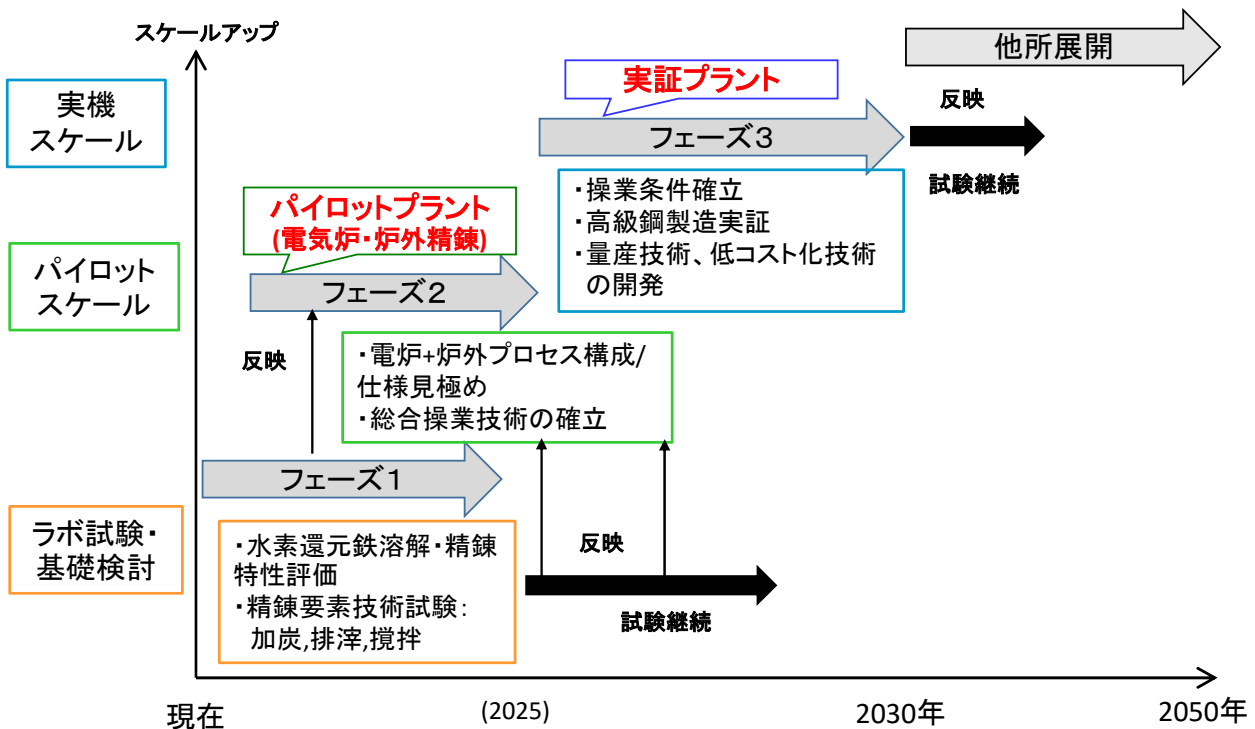 スケールアップ
他所展開
実機
スケール
実証プラント
反映
フェーズ3
試験継続
・操業条件確立
・高級鋼製造実証
・量産技術、低コスト化技術
の開発
パイロットプラント
(電気炉・炉外精錬)
パイロット
スケール
フェーズ2
反映
・電炉+炉外プロセス構成/
仕様見極め
・総合操業技術の確立
フェーズ1
ラボ試験・
基礎検討
・水素還元鉄溶解・精錬
特性評価
・精錬要素技術試験：
加炭,排滓,撹拌
反映
試験継続
現在
(2025)
2030年
2050年